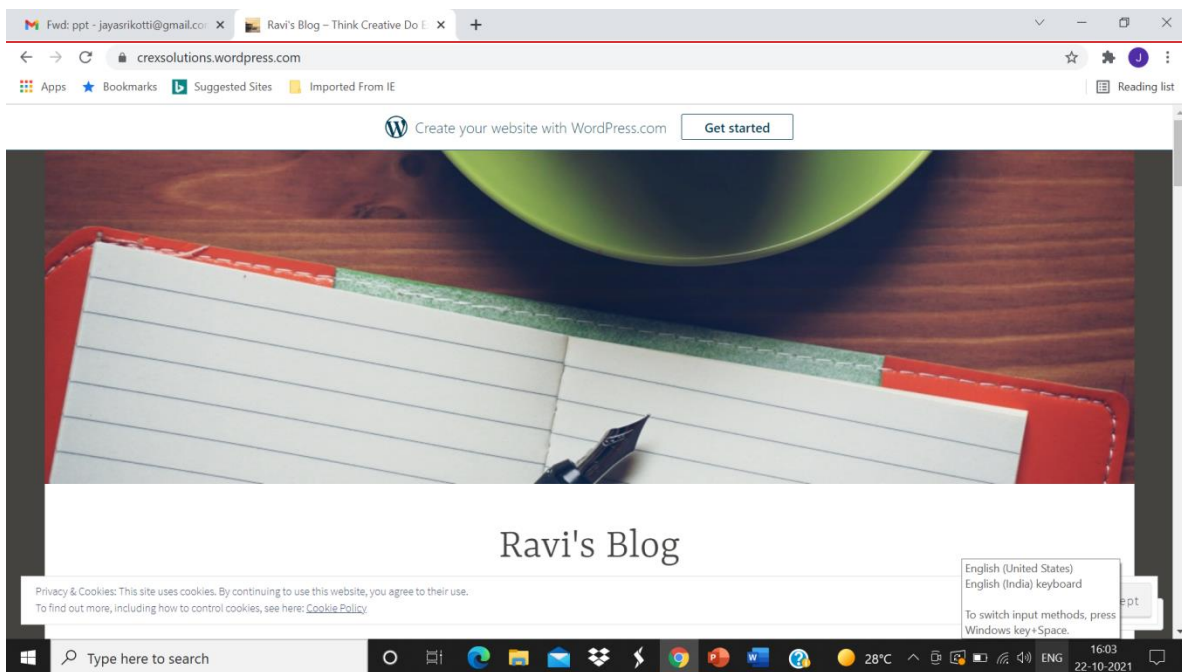 Fwd: ppt - jayasrikotti@gmail.cor
Ravi's Blog – Think Creative Do E
crexsolutions.wordpress.com
J
Apps Bookmarks Suggested Sites Imported From IE Reading list
Create your website with WordPress.com Get started
Ravi's Blog
Privacy & Cookies: This site uses cookies. By continuing to use this website, you agree to their use.
To find out more, including how to control cookies, see here: Cookie Policy
ept
English (United States)
English (India) keyboard
To switch input methods, press
Windows key+Space.
Type here to search
28°C ENG 16:03
22-10-2021